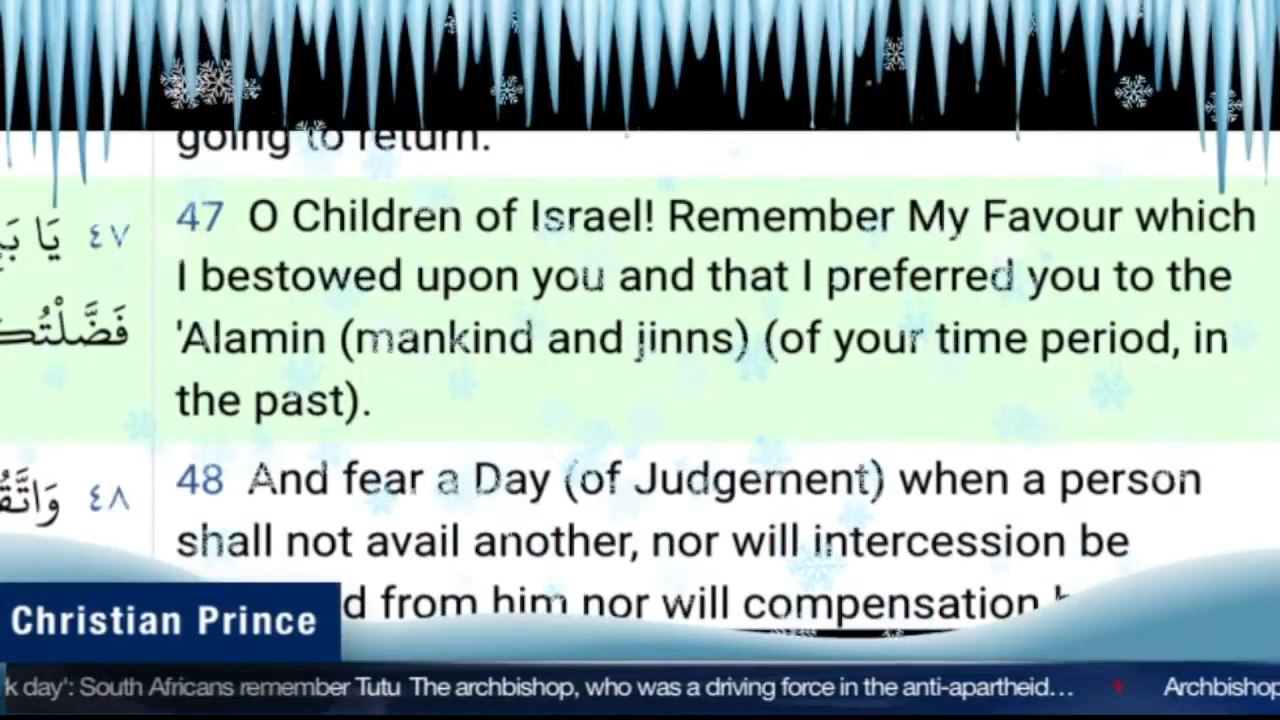 going to return.
47 O Children of Israel! Remember My Favour which
٤٧ يَا
I bestowed upon you and that I preferred you to the
'Alamin (mankind and jinns) (of your time period, in
the past).
48 And fear a Day (of Judgement) when a person
٤٨
shall not avail another, nor will intercession be
from him nor will compensation
Christian Prince
k day': South Africans remember Tutu The archbishop, who was a driving force in the anti-apartheid… Archbishop